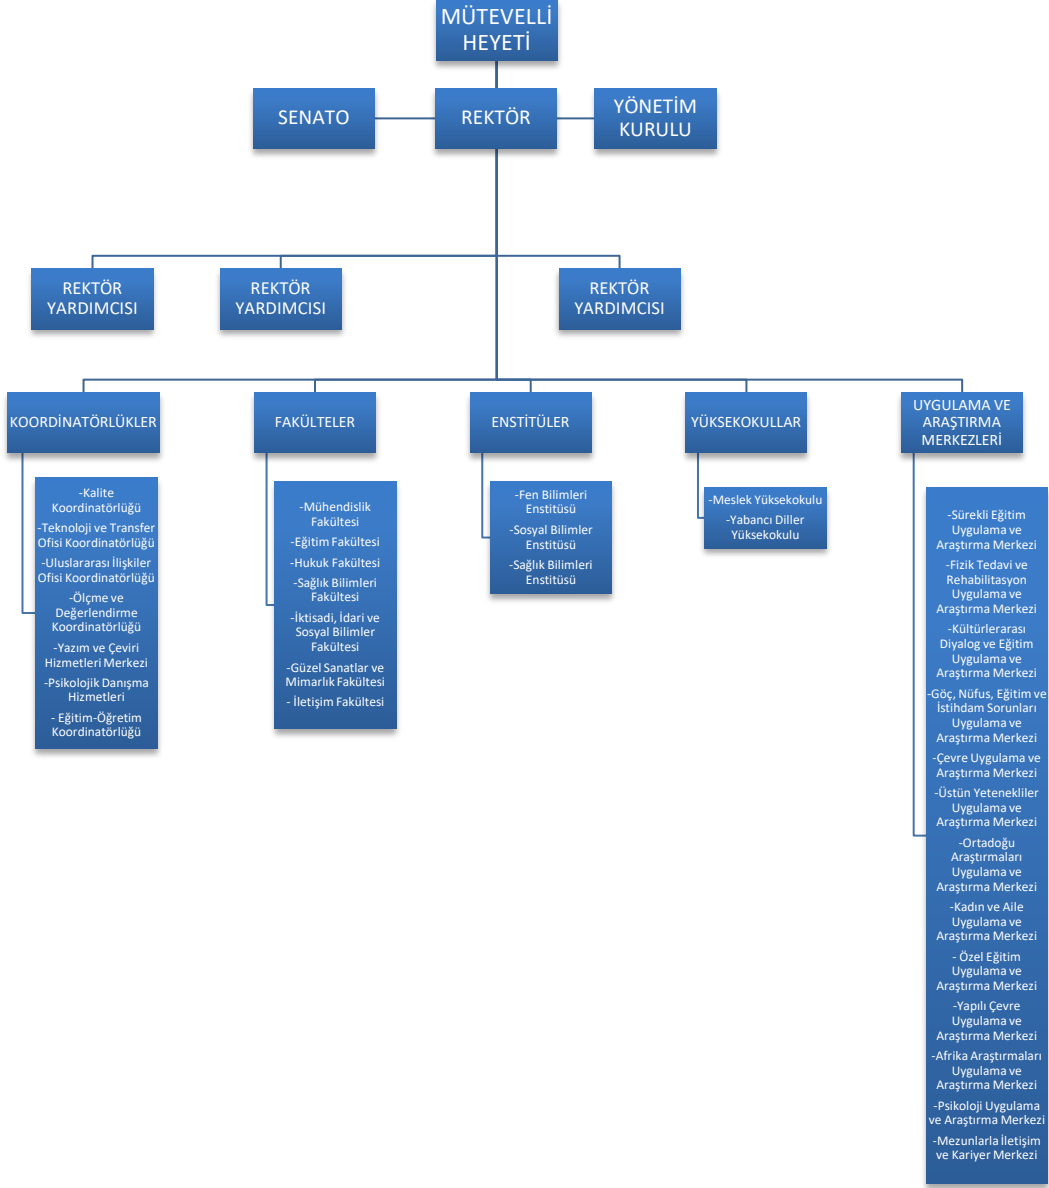 MÜTEVELLİ
HEYETİ
SENATO
REKTÖR
YÖNETİM
KURULU
REKTÖR
YARDIMCISI
REKTÖR
YARDIMCISI
REKTÖR
YARDIMCISI
KOORDİNATÖRLÜKLER
-Kalite
Koordinatörlüğü
-Teknoloji ve Transfer
Ofisi Koordinatörlüğü
-Uluslararası İlişkiler
Ofisi Koordinatörlüğü
-Ölçme ve
Değerlendirme
Koordinatörlüğü
-Yazım ve Çeviri
Hizmetleri Merkezi
-Psikolojik Danışma
Hizmetleri
- Eğitim-Öğretim
Koordinatörlüğü
FAKÜLTELER
-Mühendislik
Fakültesi
-Eğitim Fakültesi
-Hukuk Fakültesi
-Sağlık Bilimleri
Fakültesi
-İktisadi, İdari ve
Sosyal Bilimler
Fakültesi
-Güzel Sanatlar ve
Mimarlık Fakültesi
- İletişim Fakültesi
ENSTİTÜLER
-Fen Bilimleri
Enstitüsü
-Sosyal Bilimler
Enstitüsü
-Sağlık Bilimleri
Enstitüsü
YÜKSEKOKULLAR
-Meslek Yüksekokulu
-Yabancı Diller
Yüksekokulu
UYGULAMA VE
ARAŞTIRMA
MERKEZLERİ
-Sürekli Eğitim
Uygulama ve
Araştırma Merkezi
-Fizik Tedavi ve
Rehabilitasyon
Uygulama ve
Araştırma Merkezi
-Kültürlerarası
Diyalog ve Eğitim
Uygulama ve
Araştırma Merkezi
-Göç, Nüfus, Eğitim ve
İstihdam Sorunları
Uygulama ve
Araştırma Merkezi
-Çevre Uygulama ve
Araştırma Merkezi
-Üstün Yetenekliler
Uygulama ve
Araştırma Merkezi
-Ortadoğu
Araştırmaları
Uygulama ve
Araştırma Merkezi
-Kadın ve Aile
Uygulama ve
Araştırma Merkezi
- Özel Eğitim
Uygulama ve
Araştırma Merkezi
-Yapılı Çevre
Uygulama ve
Araştırma Merkezi
-Afrika Araştırmaları
Uygulama ve
Araştırma Merkezi
-Psikoloji Uygulama
ve Araştırma Merkezi
-Mezunlarla İletişim
ve Kariyer Merkezi